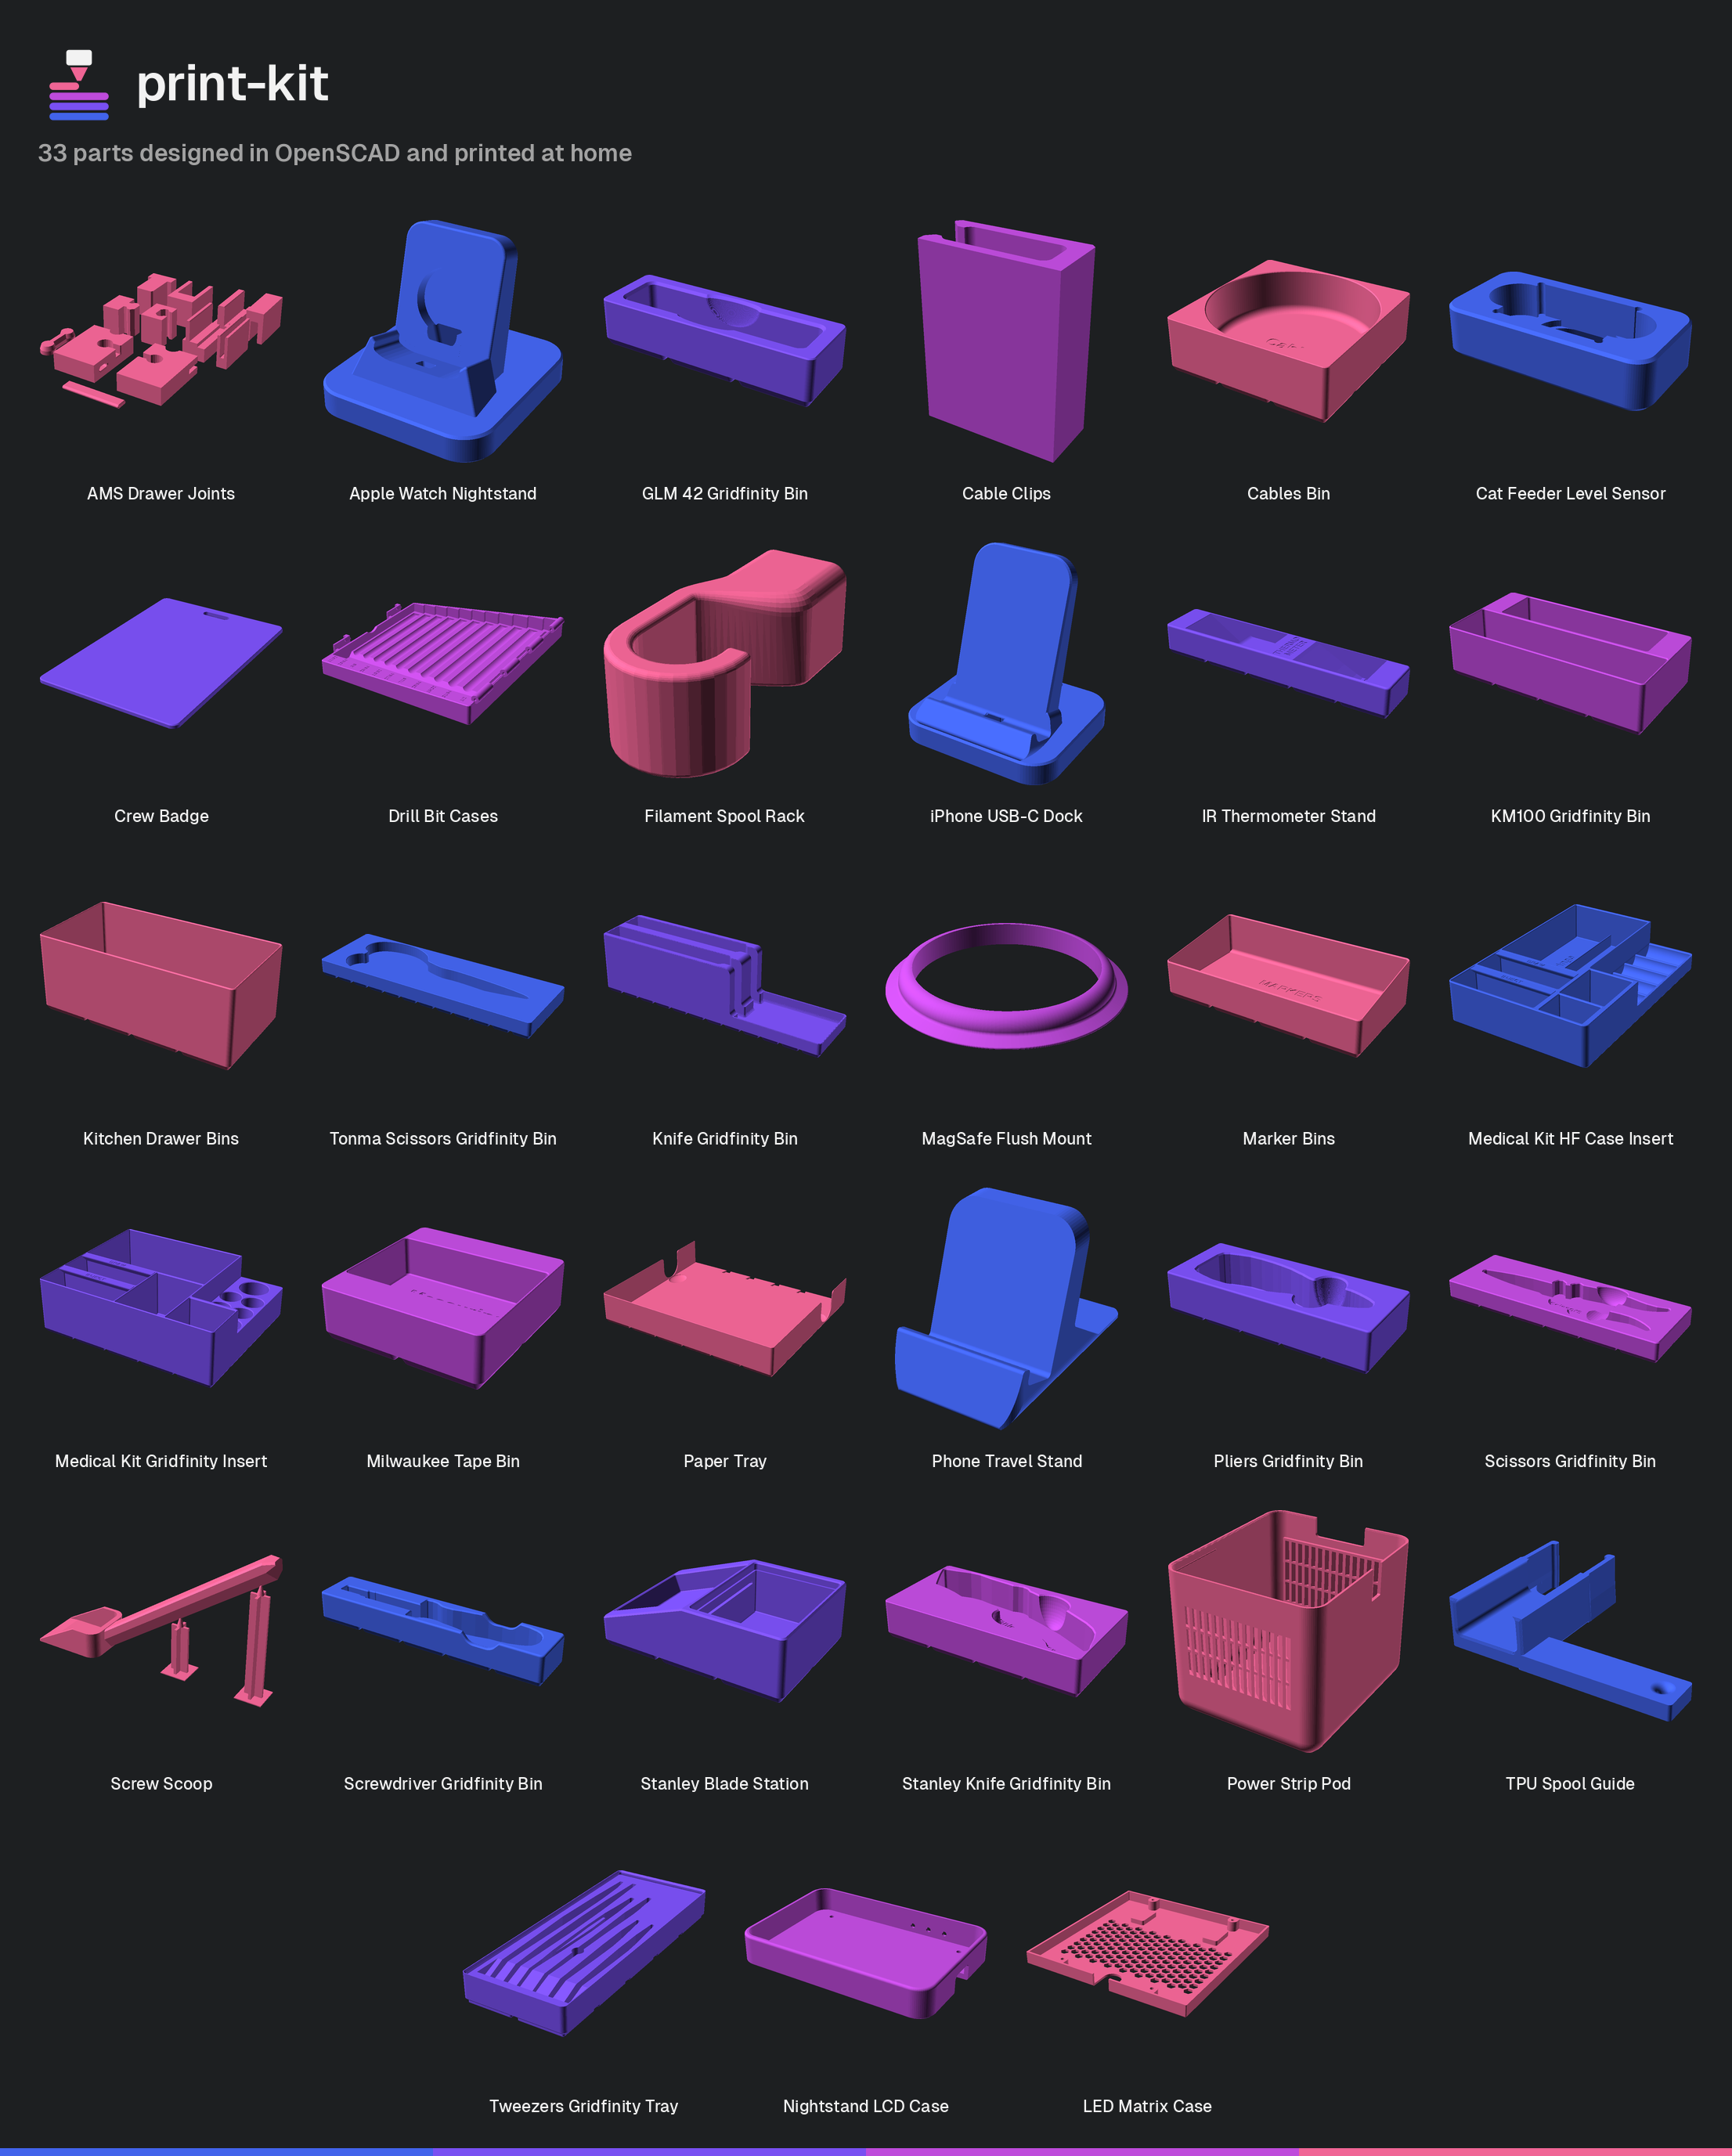 print-kit
33 parts designed in OpenSCAD and printed at home
AMS Drawer Joints
Apple Watch Nightstand
GLM 42 Gridfinity Bin
Cable Clips
Cables Bin
Cat Feeder Level Sensor
Crew Badge
Drill Bit Cases
Filament Spool Rack
iPhone USB-C Dock
IR Thermometer Stand
KM100 Gridfinity Bin
Kitchen Drawer Bins
Tonma Scissors Gridfinity Bin
Knife Gridfinity Bin
MagSafe Flush Mount
MARKERS
Marker Bins
Medical Kit HF Case Insert
Medical Kit Gridfinity Insert
Milwaukee Tape Bin
Paper Tray
Phone Travel Stand
Pliers Gridfinity Bin
Scissors Gridfinity Bin
Screw Scoop
Screwdriver Gridfinity Bin
Stanley Blade Station
Stanley Knife Gridfinity Bin
Power Strip Pod
TPU Spool Guide
Tweezers Gridfinity Tray
Nightstand LCD Case
LED Matrix Case